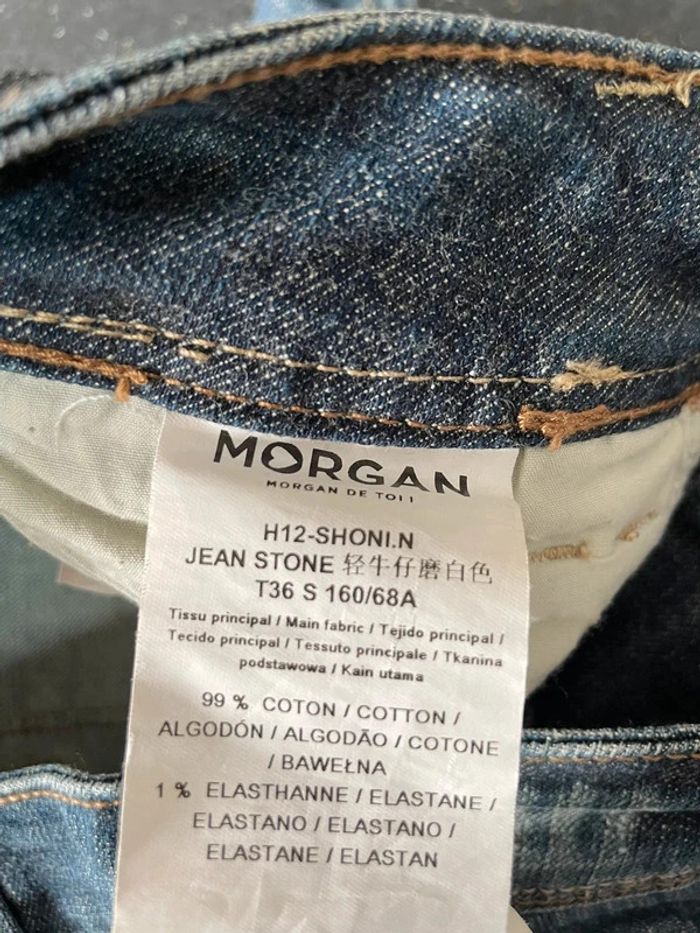 MORGAN
MORGAN DE TOI !
H12-SHONI.N
JEAN STONE 轻牛仔磨白色
T36 S 160/68A
Tissu principal / Main fabric / Tejido principal /
Tecido principal / Tessuto principale / Tkanina
podstawowa / Kain utama
99 % COTON / COTTON /
ALGODÓN / ALGODÃO / COTONE
/ BAWEŁNA
1 % ELASTHANNE / ELASTANE /
ELASTANO / ELASTANO /
ELASTANE / ELASTAN